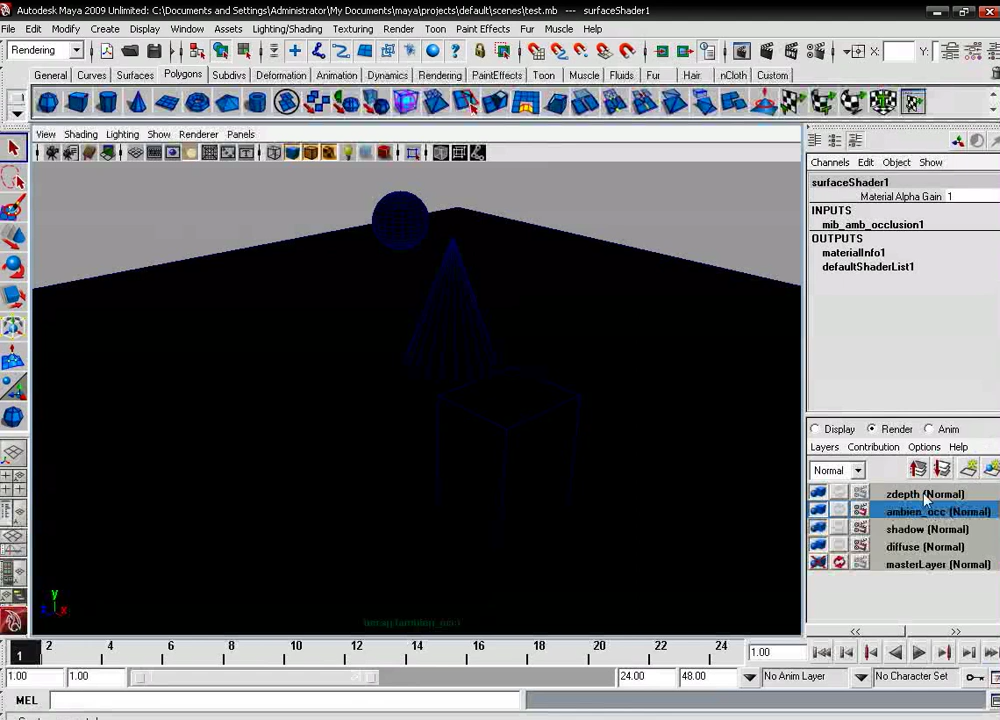 Autodesk Maya 2009 Unlimited: C:\Documents and Settings\Administrator\My Documents\maya\projects\default\scenes\test.mb --- surfaceShader1
File Edit Modify Create Display Window Assets Lighting/Shading Texturing Render Toon Paint Effects Fur Muscle Help
Rendering X: Y:
General Curves Surfaces Polygons Subdivs Deformation Animation Dynamics Rendering PaintEffects Toon Muscle Fluids Fur Hair nCloth Custom
View Shading Lighting Show Renderer Panels
Channels Edit Object Show
surfaceShader1
Material Alpha Gain 1
INPUTS
mib_amb_occlusion1
OUTPUTS
materialInfo1
defaultShaderList1
Display Render Anim
Layers Contribution Options Help
Normal
zdepth (Normal)
ambien_occ (Normal)
shadow (Normal)
diffuse (Normal)
masterLayer (Normal)
y
x
<< >>
1 2 4 6 8 10 12 14 16 18 20 22 24 1.00
1.00 1.00 24.00 48.00 No Anim Layer No Character Set
MEL